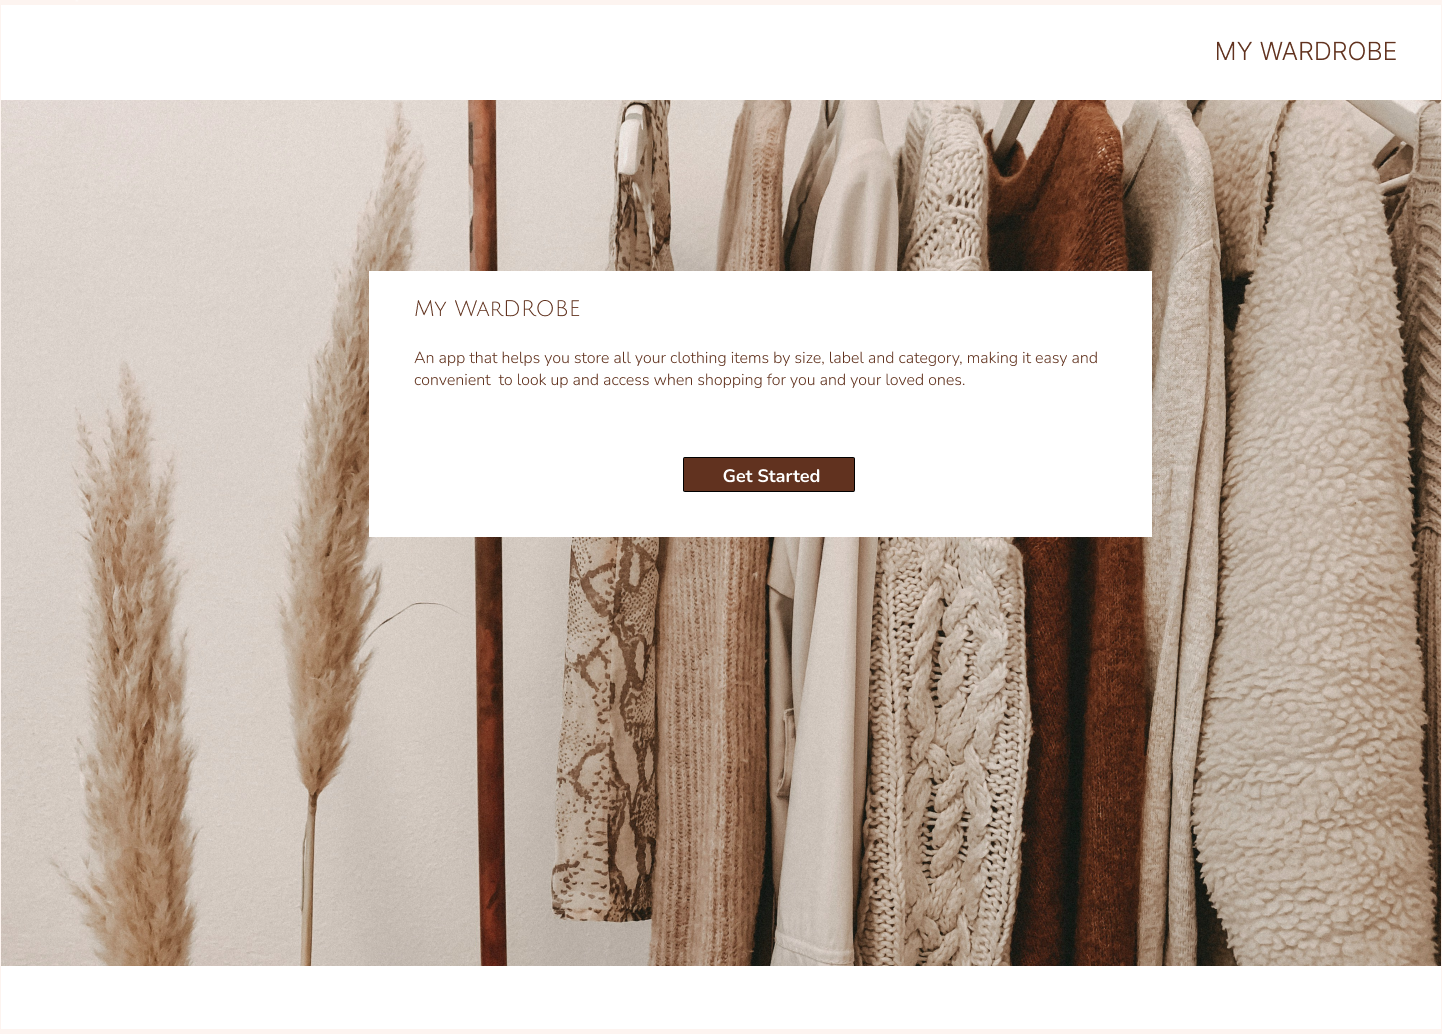 MY WARDROBE
My WarDROBE
An app that helps you store all your clothing items by size, label and category, making it easy and
convenient  to look up and access when shopping for you and your loved ones.
Get Started